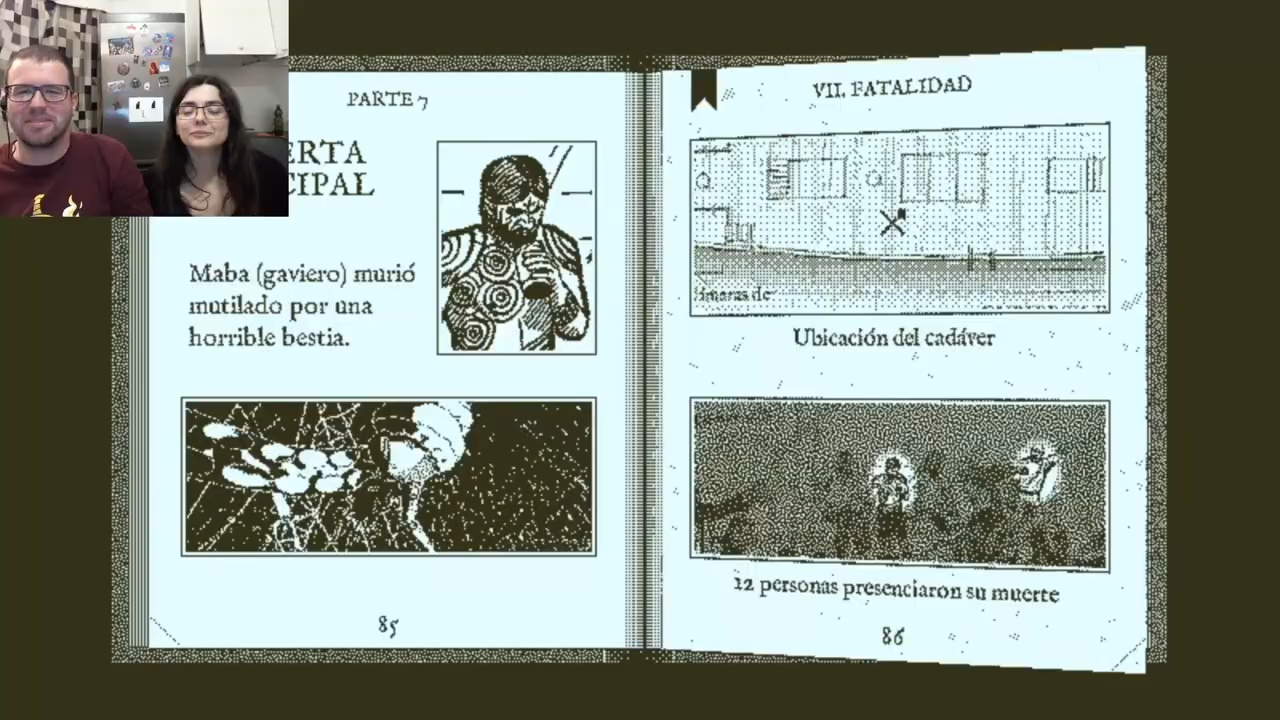 PARTE 7
ERTA
CIPAL
Maba (gaviero) murió
mutilado por una
horrible bestia.
85
VII. FATALIDAD
Ubicación del cadáver
12 personas presenciaron su muerte
86